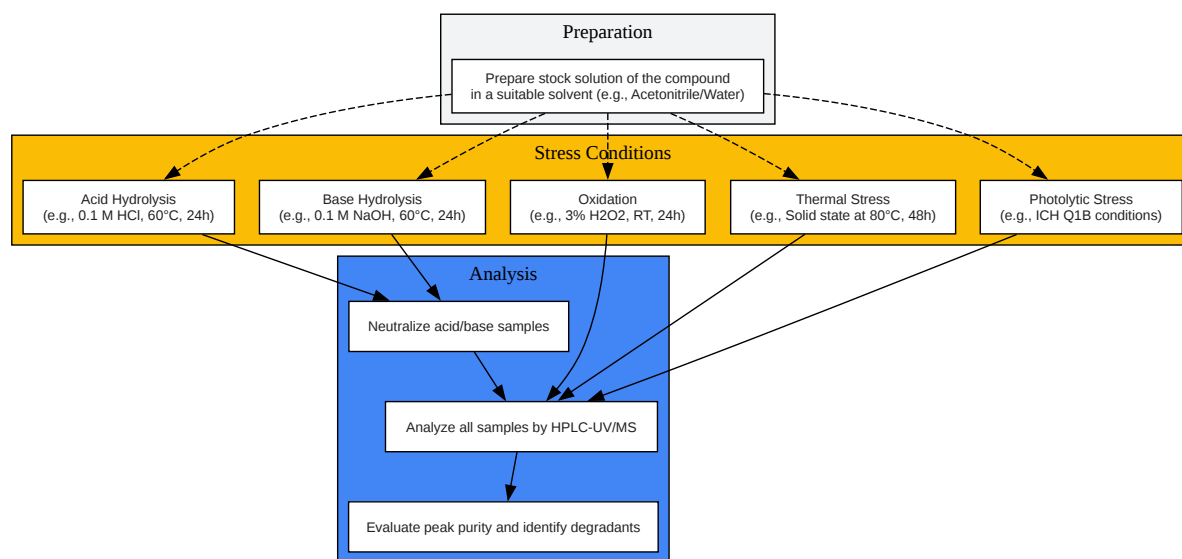 Preparation
Prepare stock solution of the compound
in a suitable solvent (e.g., Acetonitrile/Water)
Stress Conditions
Acid Hydrolysis
(e.g., 0.1 M HCl, 60°C, 24h)
Base Hydrolysis
(e.g., 0.1 M NaOH, 60°C, 24h)
Oxidation
(e.g., 3% H2O2, RT, 24h)
Thermal Stress
(e.g., Solid state at 80°C, 48h)
Photolytic Stress
(e.g., ICH Q1B conditions)
Analysis
Neutralize acid/base samples
Analyze all samples by HPLC-UV/MS
Evaluate peak purity and identify degradants